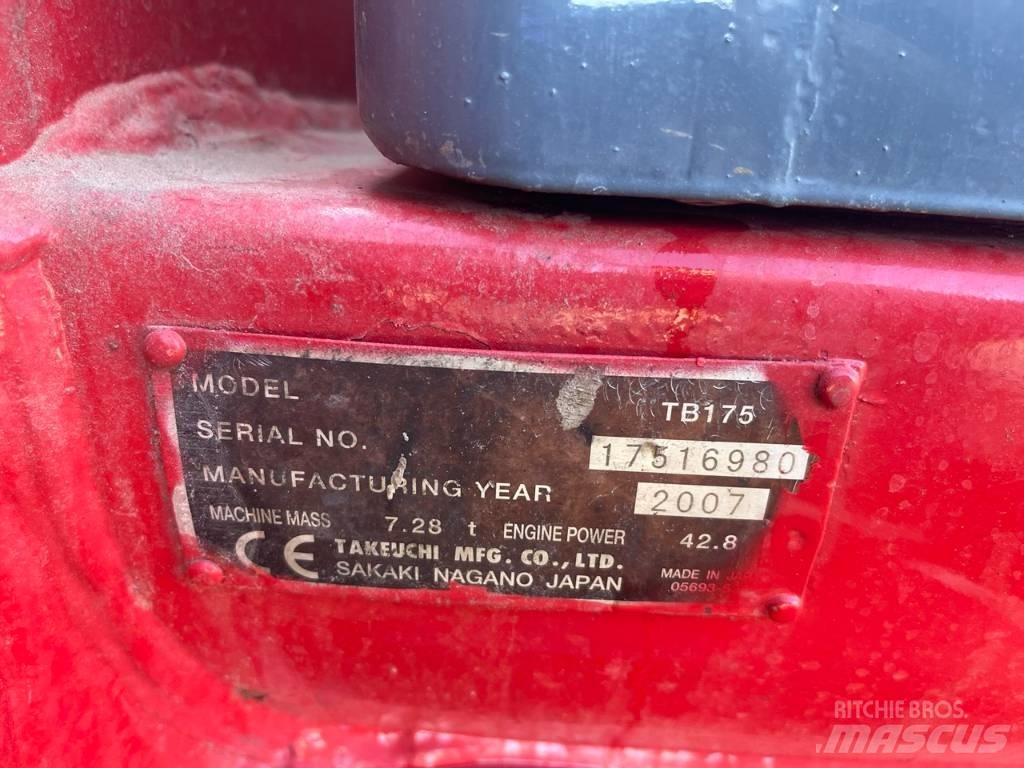 MODEL TB175
SERIAL NO. 17516980
MANUFACTURING YEAR 2007
MACHINE MASS 7.28 t ENGINE POWER 42.8
CE TAKEUCHI MFG. CO., LTD.
SAKAKI NAGANO JAPAN
MADE IN
05693
RITCHIE BROS.
MASCUS